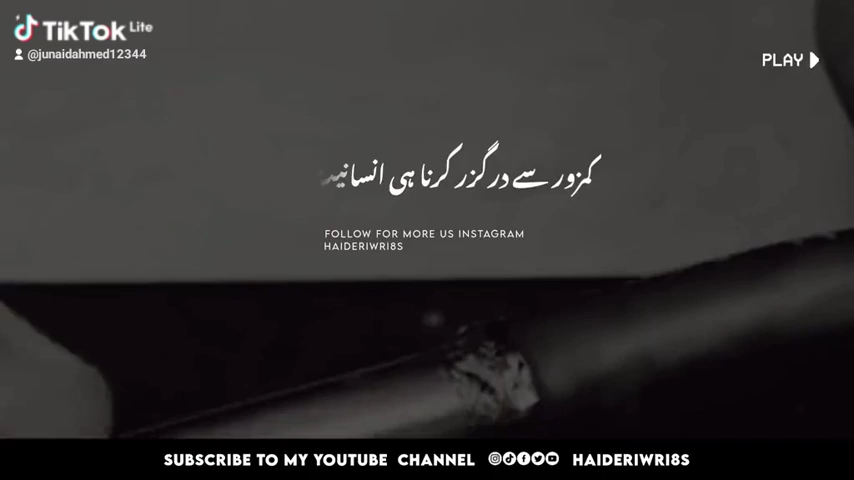 TikTok Lite
@junaidahmed12344
PLAY
کمزور سے درگزر کرنا ہی
FOLLOW FOR MORE US INSTAGRAM
HAIDERIWRI8S
SUBSCRIBE TO MY YOUTUBE CHANNEL HAIDERIWRI8S